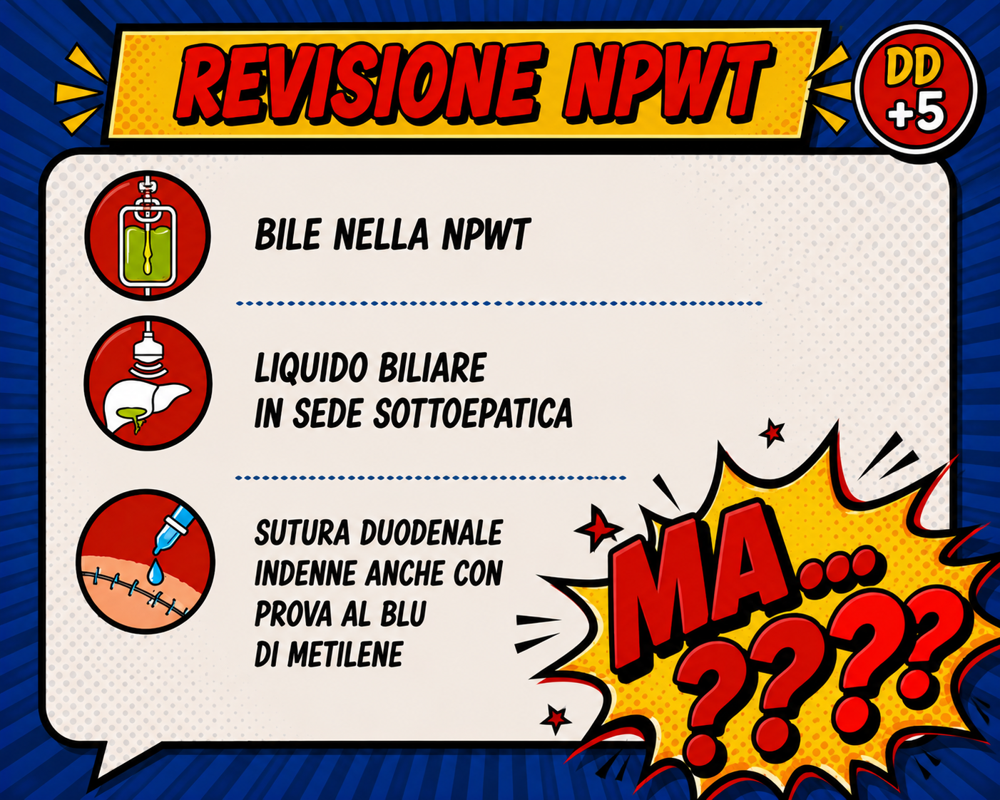 REVISIONE NPWT
DD
+5
BILE NELLA NPWT
LIQUIDO BILIARE
IN SEDE SOTTOEPATICA
SUTURA DUODENALE
INDENNE ANCHE CON
PROVA AL BLU
DI METILENE
MA...
????